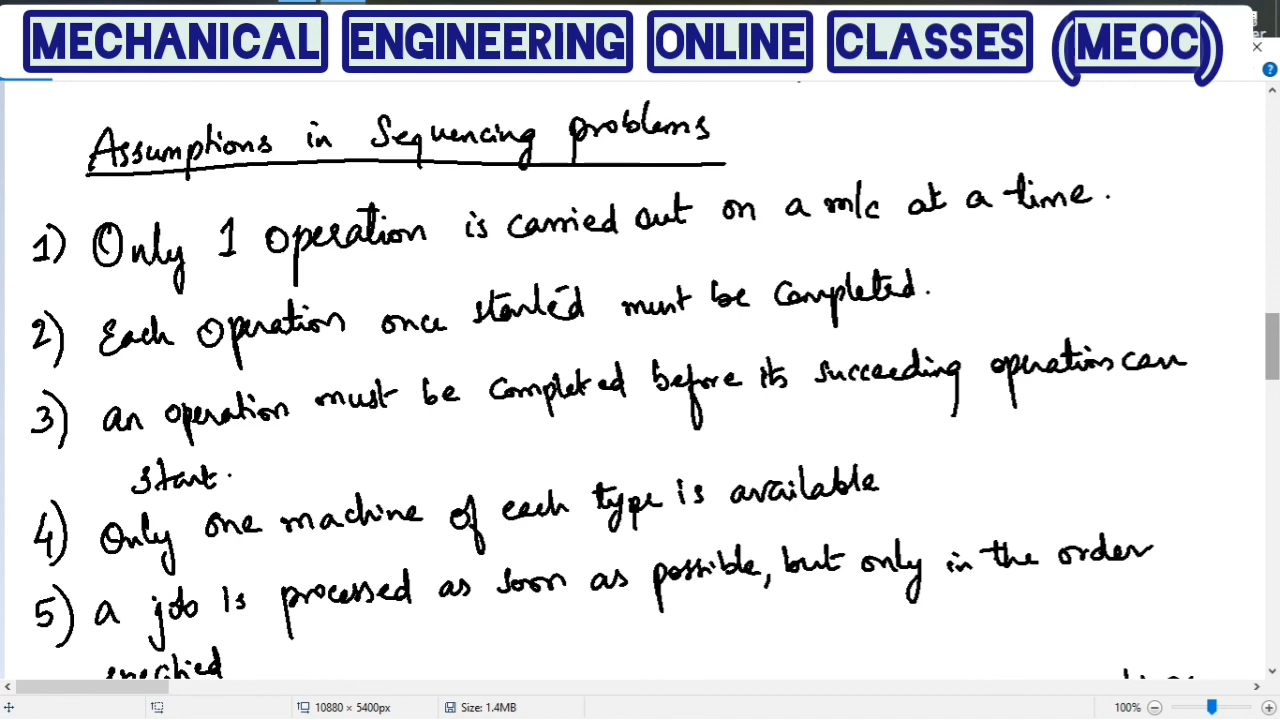 MECHANICAL ENGINEERING ONLINE CLASSES (MEOC)
Assumptions in Sequencing problems
1) Only 1 operation is carried out on a m/c at a time.
2) Each operation once started must be completed.
3) an operation must be completed before its succeeding operation can
start.
4) Only one machine of each type is available
5) a job is processed as soon as possible, but only in the order
specified
10880 × 5400px
Size: 1.4MB
100%